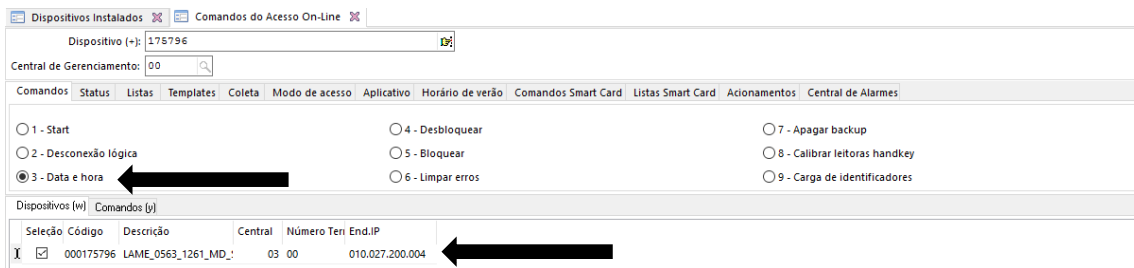 Dispositivos Instalados Comandos do Acesso On-Line
Dispositivo (+): 175796
Central de Gerenciamento: 00
Comandos Status Listas Templates Coleta Modo de acesso Aplicativo Horário de verão Comandos Smart Card Listas Smart Card Acionamentos Central de Alarmes
1 - Start 4 - Desbloquear 7 - Apagar backup
2 - Desconexão lógica 5 - Bloquear 8 - Calibrar leitoras handkey
3 - Data e hora 6 - Limpar erros 9 - Carga de identificadores
Dispositivos (w) Comandos (y)
Seleção Código Descrição Central Número Teri End.IP
000175796 LAME_0563_1261_MD_ 03 00 010.027.200.004